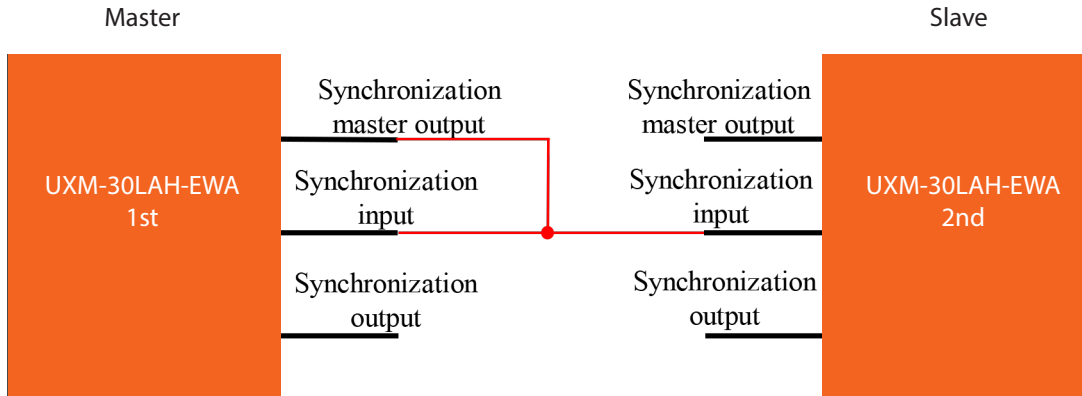 Master
Slave
Synchronization
master output
Synchronization
master output
UXM-30LAH-EWA
1st
Synchronization
input
Synchronization
input
UXM-30LAH-EWA
2nd
Synchronization
output
Synchronization
output